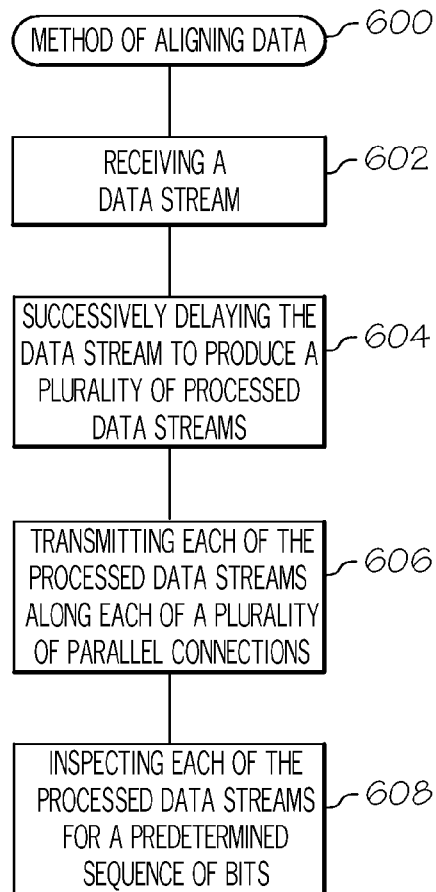 METHOD OF ALIGNING DATA
600
RECEIVING A
DATA STREAM
602
SUCCESSIVELY DELAYING THE
DATA STREAM TO PRODUCE A
PLURALITY OF PROCESSED
DATA STREAMS
604
TRANSMITTING EACH OF THE
PROCESSED DATA STREAMS
ALONG EACH OF A PLURALITY
OF PARALLEL CONNECTIONS
606
INSPECTING EACH OF THE
PROCESSED DATA STREAMS
FOR A PREDETERMINED
SEQUENCE OF BITS
608